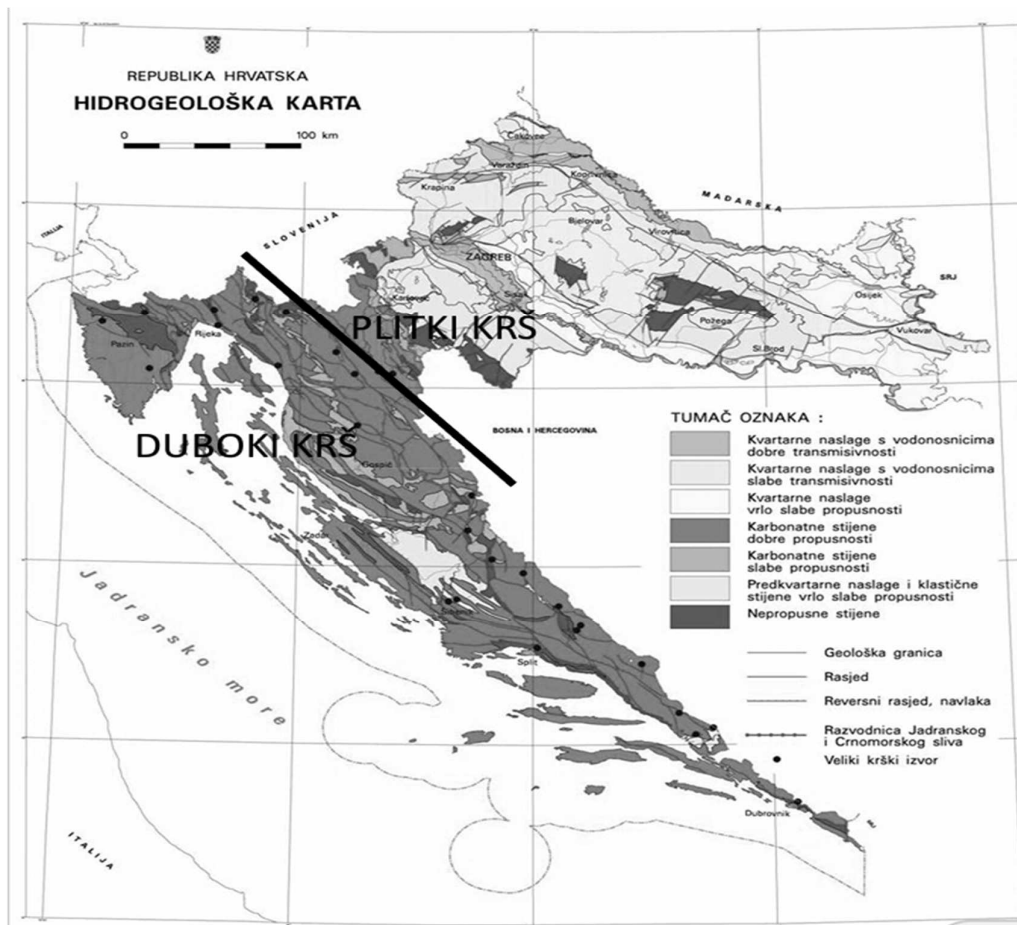 REPUBLIKA HRVATSKA
HIDROGEOLOŠKA KARTA
0 100 km
ITALIJA
SLOVENIJA
MAĐARSKA
SRJ
Čakovec
Varaždin
Krapina
Koprivnica
Bjelovar
Virovitica
ZAGREB
Sisak
Karlovac
Osijek
Požega
Vukovar
Sl.Brod
Rijeka
Pazin
PLITKI KRŠ
DUBOKI KRŠ
BOSNA I HERCEGOVINA
Gospić
Zadar
Split
Dubrovnik
Jadransko more
ITALIJA
TUMAČ OZNAKA :
Kvartarne naslage s vodonosnicima
dobre transmisivnosti
Kvartarne naslage s vodonosnicima
slabe transmisivnosti
Kvartarne naslage
vrlo slabe propusnosti
Karbonatne stijene
dobre propusnosti
Karbonatne stijene
slabe propusnosti
Predkvartarne naslage i klastične
stijene vrlo slabe propusnosti
Nepropusne stijene
Geološka granica
Rasjed
Reversni rasjed, navlaka
Razvodnica Jadranskog
i Crnomorskog sliva
Veliki krški izvor